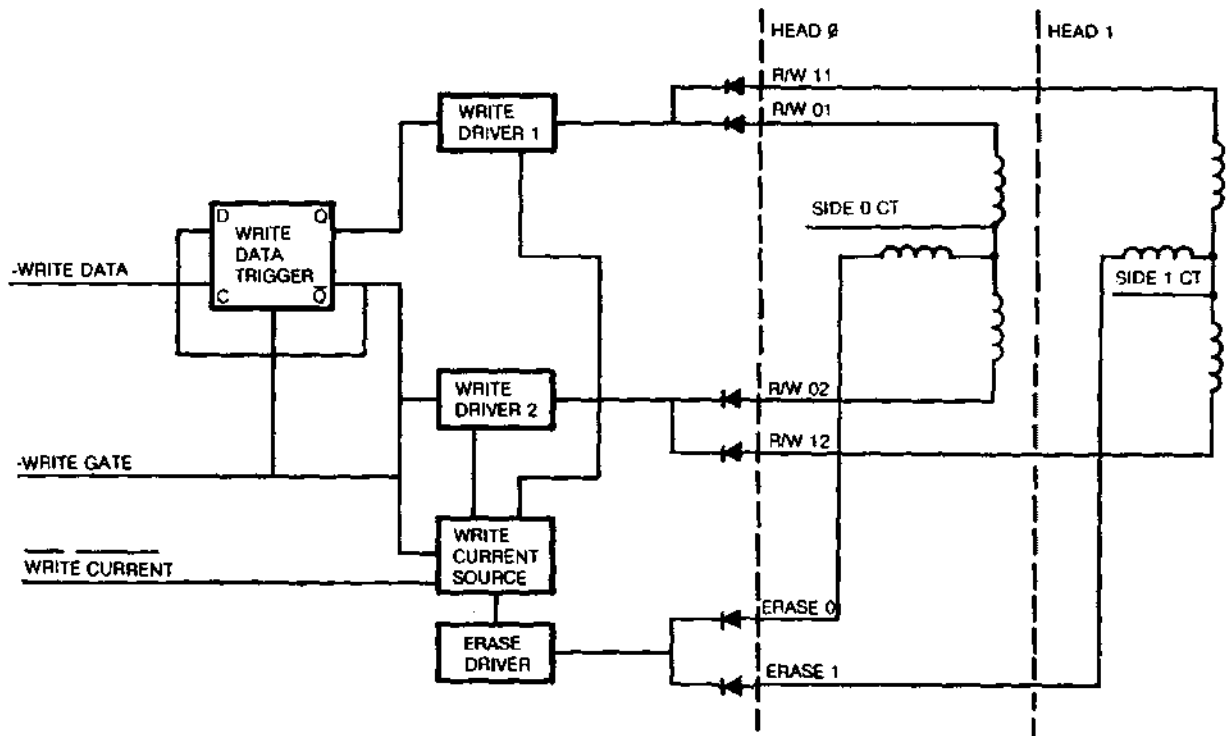 HEAD 0̸
HEAD 1
R/W 11
R/W 01
WRITE
DRIVER 1
SIDE 0 CT
D Q
WRITE
DATA
TRIGGER
C Q̅
-WRITE DATA
SIDE 1 CT
WRITE
DRIVER 2
R/W 02
R/W 12
-WRITE GATE
WRITE
CURRENT
SOURCE
WRITE CURRENT
ERASE 0
ERASE
DRIVER
ERASE 1